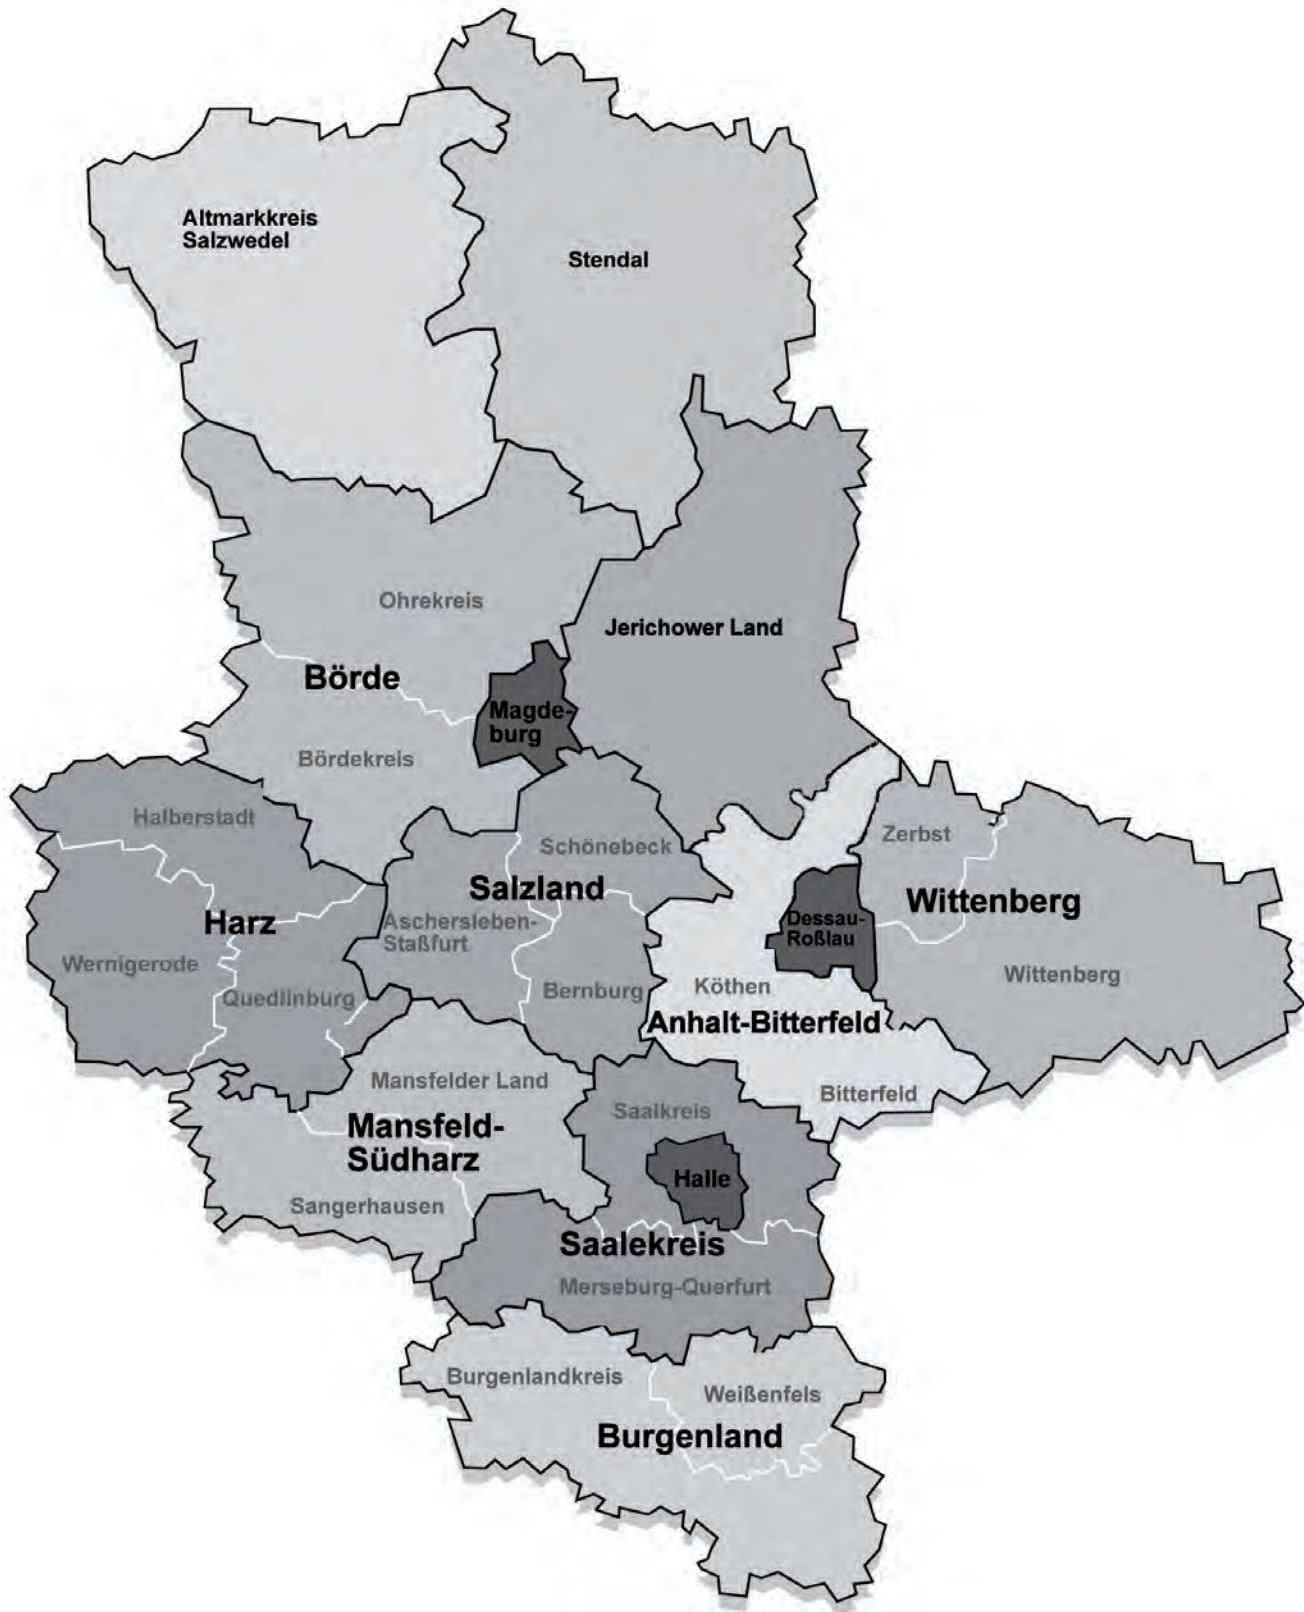 Altmarkkreis
Salzwedel
Stendal
Ohrekreis
Jerichower Land
Börde
Magde-
burg
Bördekreis
Halberstadt
Schönebeck
Zerbst
Salzland
Wittenberg
Harz
Aschersleben-
Staßfurt
Dessau-
Roßlau
Wernigerode
Quedlinburg
Bernburg
Köthen
Wittenberg
Anhalt-Bitterfeld
Mansfelder Land
Bitterfeld
Saalkreis
Mansfeld-
Südharz
Halle
Sangerhausen
Saalekreis
Merseburg-Querfurt
Burgenlandkreis
Weißenfels
Burgenland